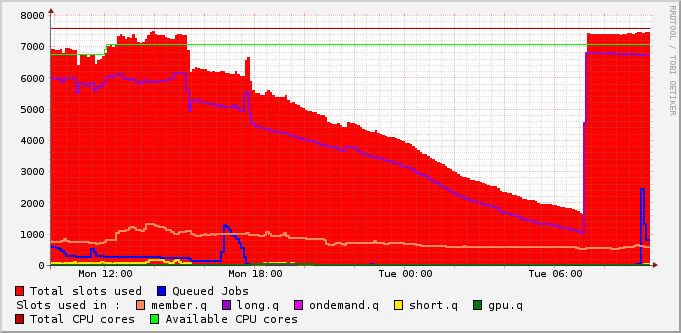 8000
7000
6000
5000
4000
3000
2000
1000
0
Mon 12:00 Mon 18:00 Tue 00:00 Tue 06:00
Total slots used Queued Jobs
Slots used in : member.q long.q ondemand.q short.q gpu.q
Total CPU cores Available CPU cores
RRDTOOL / TOBI OETIKER